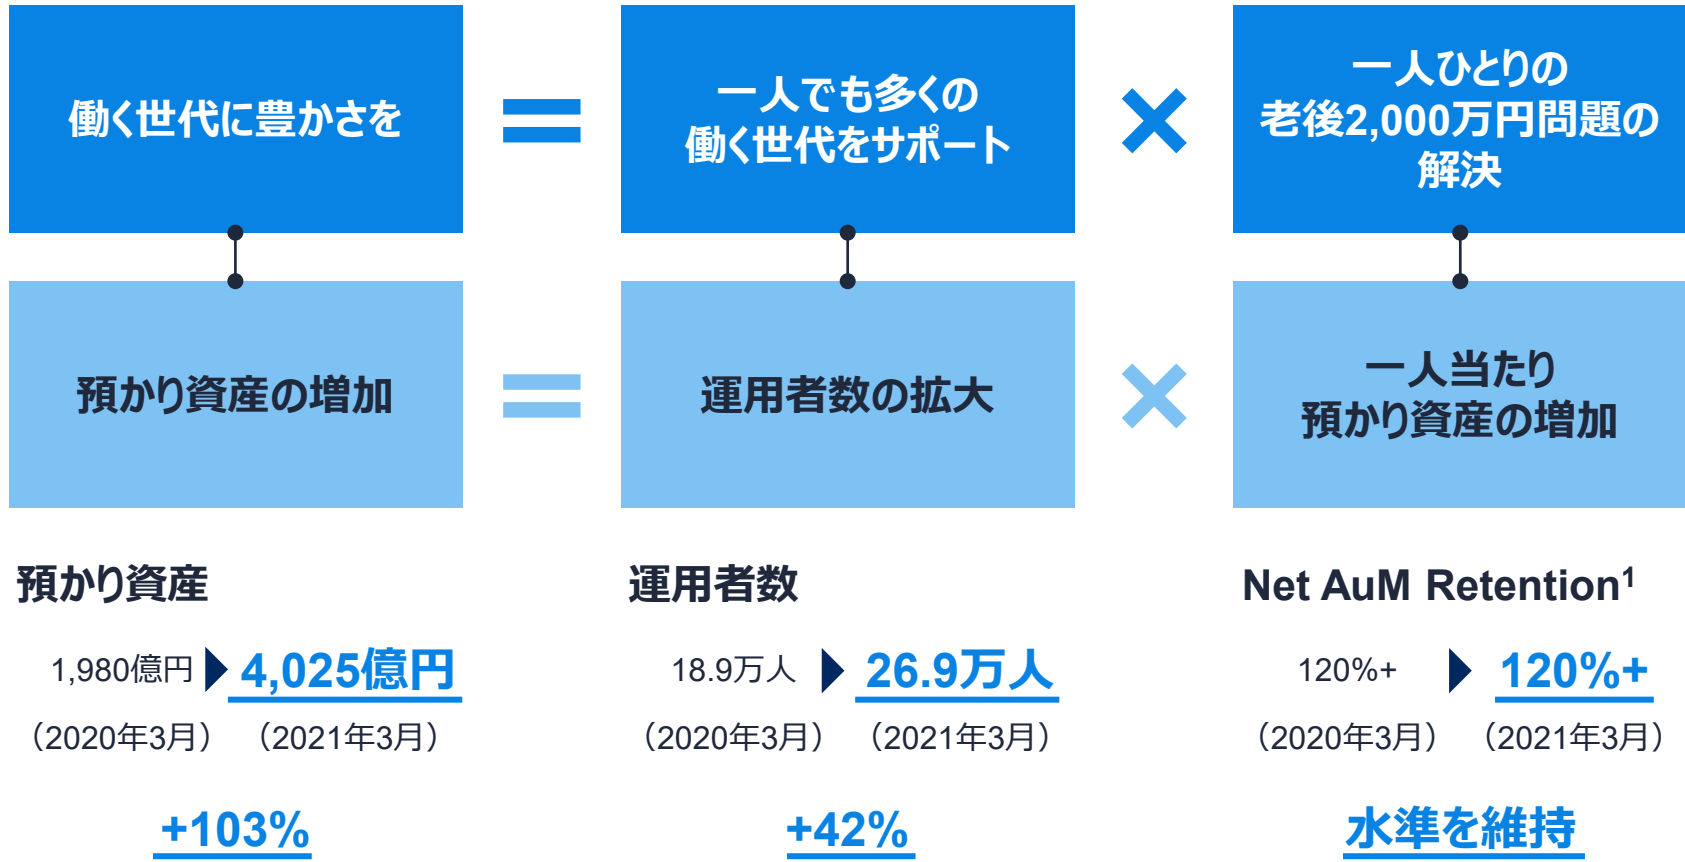 働く世代に豊かさを
=
一人でも多くの
働く世代をサポート
×
一人ひとりの
老後2,000万円問題の
解決
預かり資産の増加
=
運用者数の拡大
×
一人当たり
預かり資産の増加
預かり資産
1,980億円 4,025億円
（2020年3月） （2021年3月）
+103%
運用者数
18.9万人 26.9万人
（2020年3月） （2021年3月）
+42%
Net AuM Retention¹
120%+ 120%+
（2020年3月） （2021年3月）
水準を維持